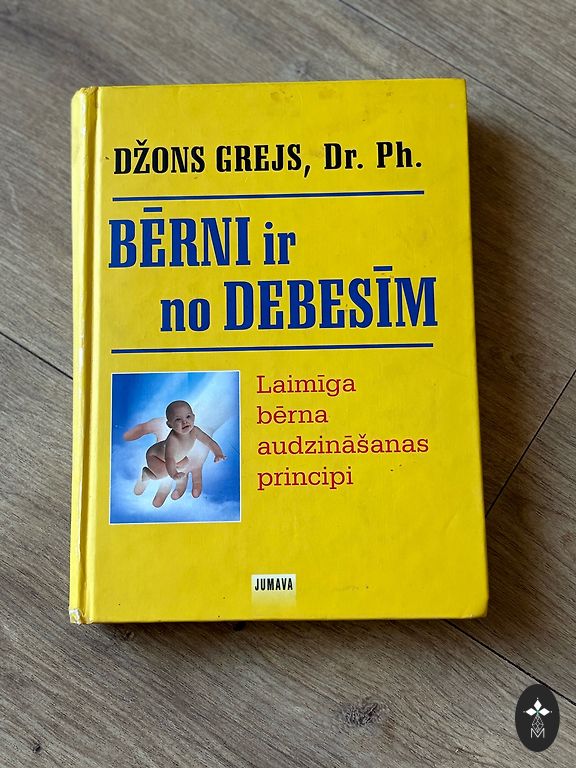 DŽONS GREJS, Dr. Ph.
BĒRNI ir
no DEBESĪM
Laimīga
bērna
audzināšanas
principi
JUMAVA
M